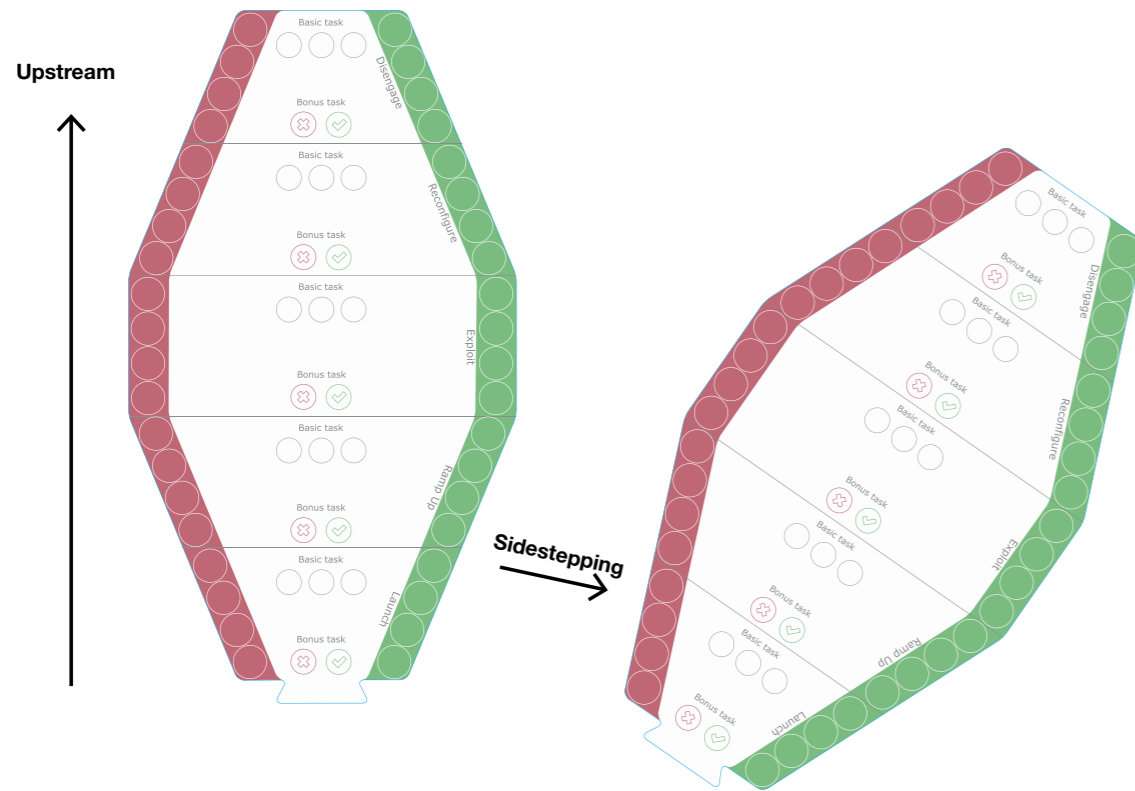 Upstream
Basic task
Disengage
Bonus task
Basic task
Reconfigure
Bonus task
Basic task
Exploit
Bonus task
Basic task
Ramp Up
Bonus task
Basic task
Launch
Bonus task
Sidestepping
Basic task
Disengage
Bonus task
Basic task
Reconfigure
Bonus task
Basic task
Exploit
Bonus task
Basic task
Ramp Up
Bonus task
Basic task
Launch
Bonus task